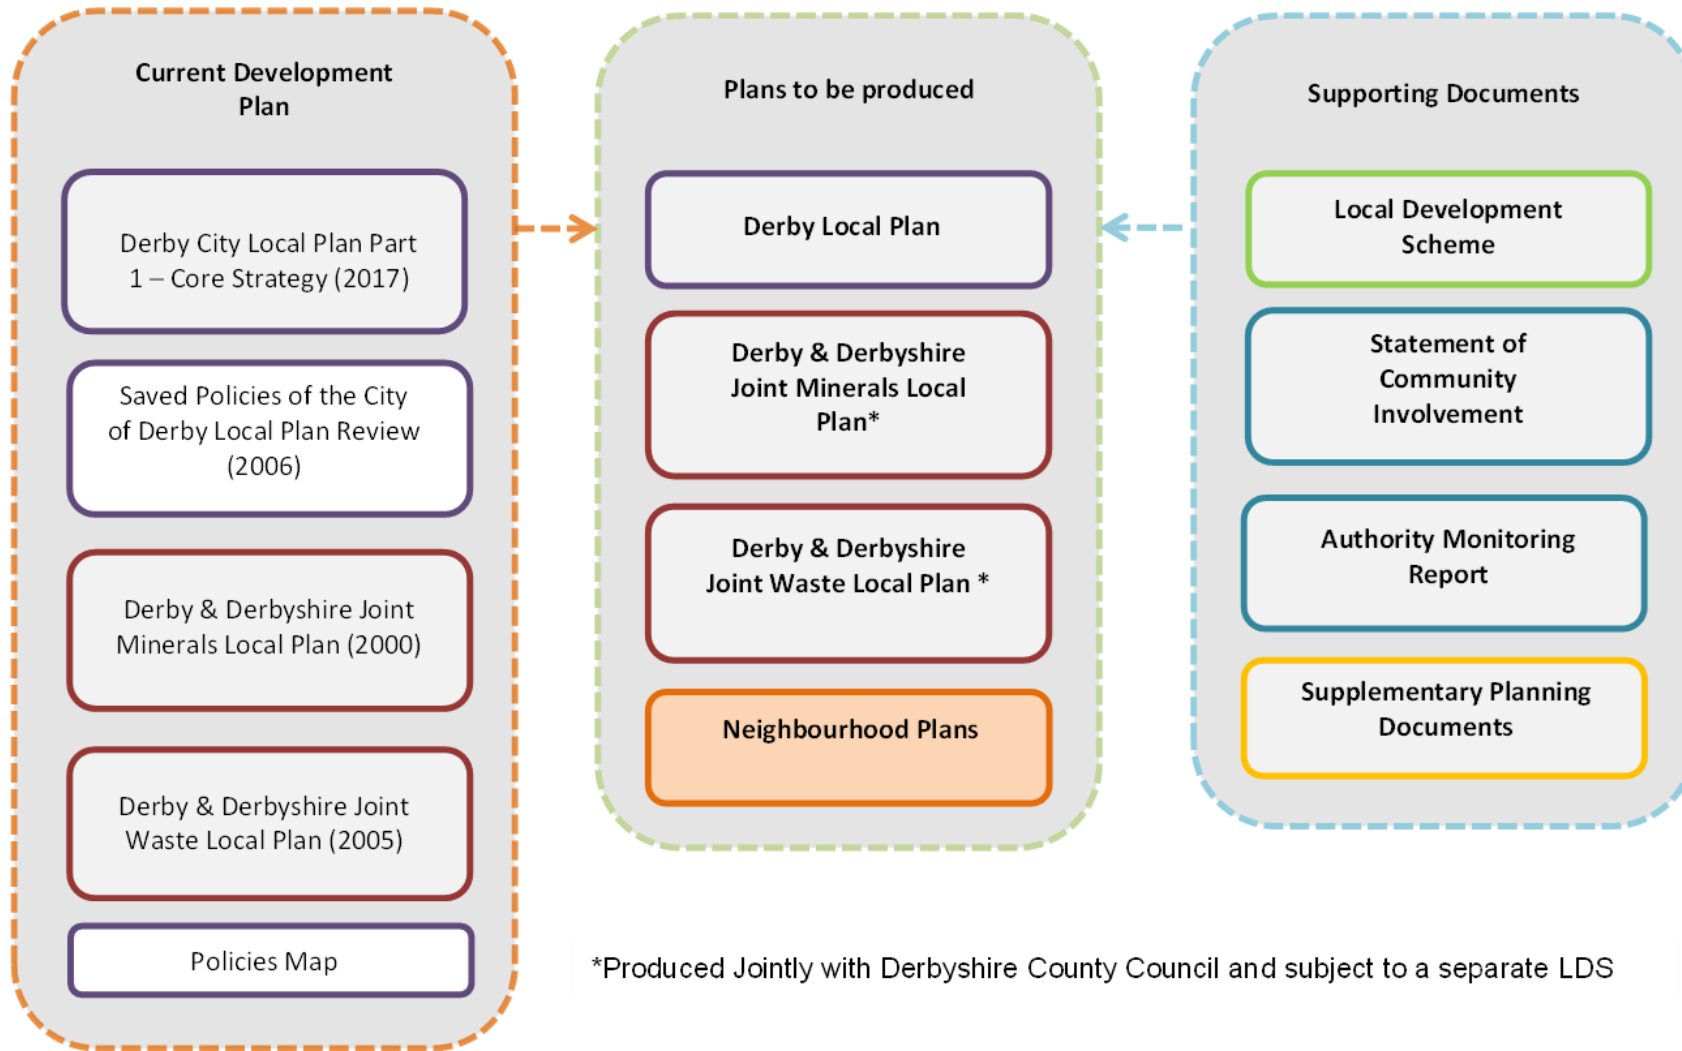 Current Development
Plan
Derby City Local Plan Part
1 – Core Strategy (2017)
Saved Policies of the City
of Derby Local Plan Review
(2006)
Derby & Derbyshire Joint
Minerals Local Plan (2000)
Derby & Derbyshire Joint
Waste Local Plan (2005)
Policies Map
Plans to be produced
Derby Local Plan
Derby & Derbyshire
Joint Minerals Local
Plan*
Derby & Derbyshire
Joint Waste Local Plan *
Neighbourhood Plans
Supporting Documents
Local Development
Scheme
Statement of
Community
Involvement
Authority Monitoring
Report
Supplementary Planning
Documents
*Produced Jointly with Derbyshire County Council and subject to a separate LDS